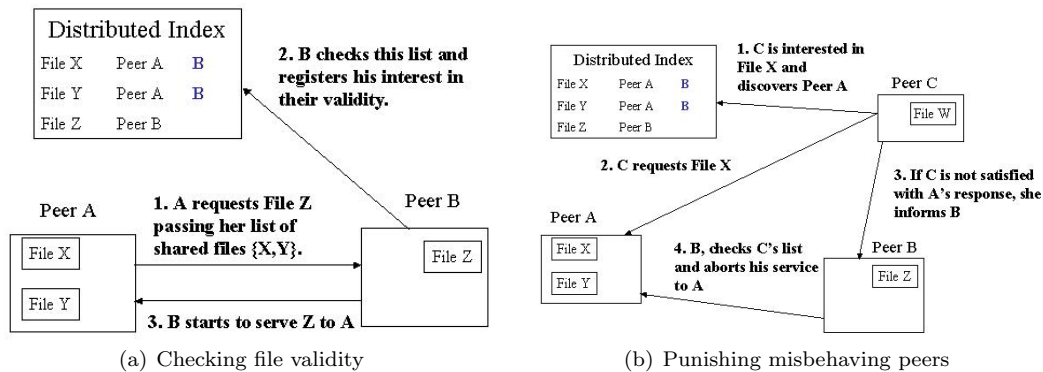 Distributed Index
File X Peer A B
File Y Peer A B
File Z Peer B
2. B checks this list and
registers his interest in
their validity.
Peer A
1. A requests File Z
passing her list of
shared files {X,Y}.
Peer B
File X
File Z
File Y
3. B starts to serve Z to A
(a) Checking file validity
Distributed Index
File X Peer A B
File Y Peer A B
File Z Peer B
1. C is interested in
File X and
discovers Peer A
Peer C
File W
2. C requests File X
3. If C is not satisfied
with A's response, she
informs B
Peer A
File X
File Y
4. B, checks C's list
and aborts his service
to A
Peer B
File Z
(b) Punishing misbehaving peers